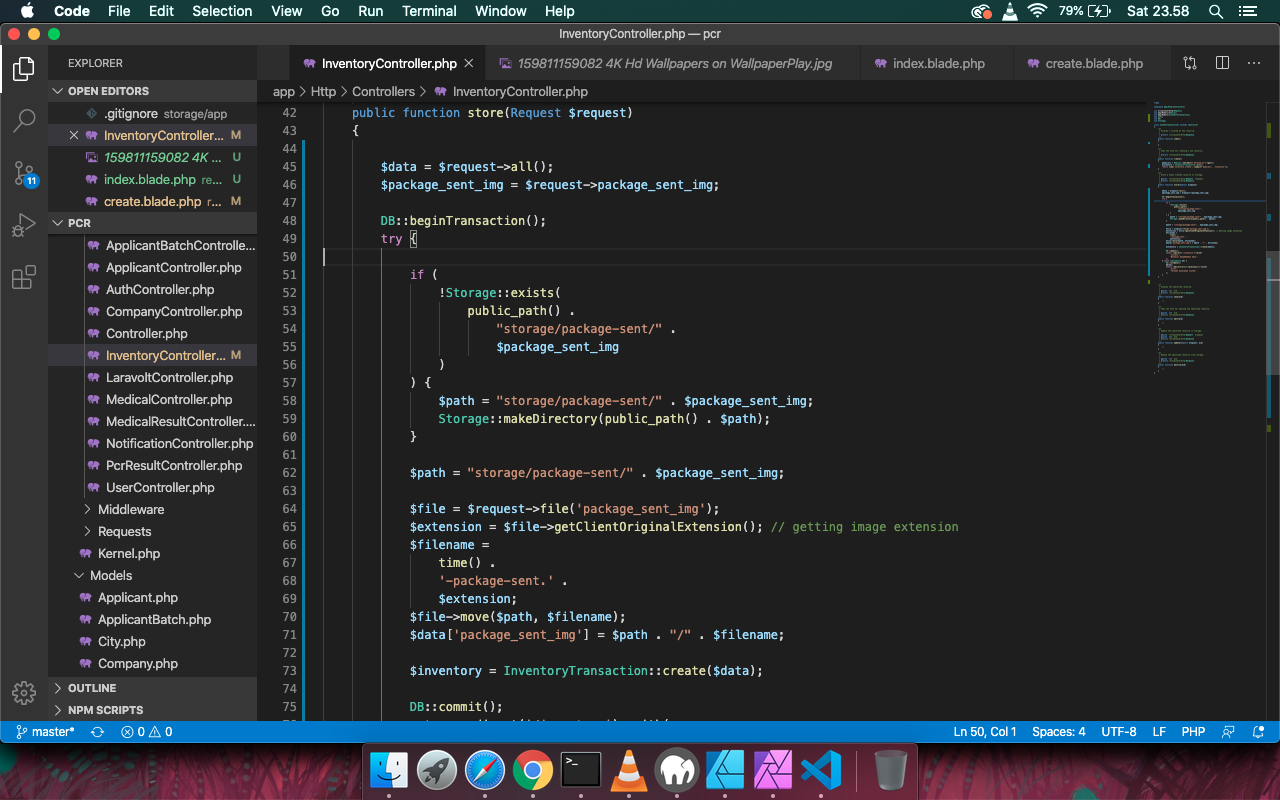 Code File Edit Selection View Go Run Terminal Window Help 79% Sat 23.58
InventoryController.php — pcr
EXPLORER
InventoryController.php
159811159082 4K Hd Wallpapers on WallpaperPlay.jpg
index.blade.php
create.blade.php
app > Http > Controllers > InventoryController.php
OPEN EDITORS
.gitignore storage/app
InventoryController... M
159811159082 4K ... U
index.blade.php re... U
create.blade.php r... M
PCR
ApplicantBatchControlle...
ApplicantController.php
AuthController.php
CompanyController.php
Controller.php
InventoryController... M
LaravoltController.php
MedicalController.php
MedicalResultController....
NotificationController.php
PcrResultController.php
UserController.php
Middleware
Requests
Kernel.php
Models
Applicant.php
ApplicantBatch.php
City.php
Company.php
OUTLINE
NPM SCRIPTS
11
42 public function store(Request $request)
43 {
44
45 $data = $request->all();
46 $package_sent_img = $request->package_sent_img;
47
48 DB::beginTransaction();
49 try {
50
51 if (
52 !Storage::exists(
53 public_path() .
54 "storage/package-sent/" .
55 $package_sent_img
56 )
57 ) {
58 $path = "storage/package-sent/" . $package_sent_img;
59 Storage::makeDirectory(public_path() . $path);
60 }
61
62 $path = "storage/package-sent/" . $package_sent_img;
63
64 $file = $request->file('package_sent_img');
65 $extension = $file->getClientOriginalExtension(); // getting image extension
66 $filename =
67 time() .
68 '-package-sent.' .
69 $extension;
70 $file->move($path, $filename);
71 $data['package_sent_img'] = $path . "/" . $filename;
72
73 $inventory = InventoryTransaction::create($data);
74
75 DB::commit();
master* 0 0 Ln 50, Col 1 Spaces: 4 UTF-8 LF PHP